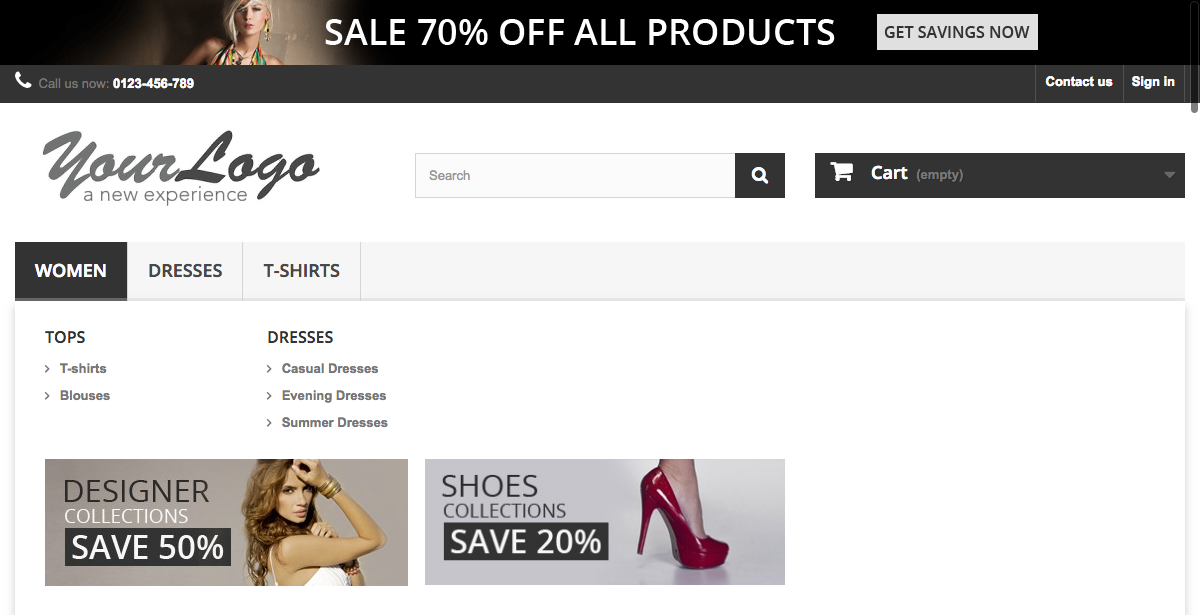 SALE 70% OFF ALL PRODUCTS
GET SAVINGS NOW
Call us now: 0123-456-789
Contact us
Sign in
YourLogo
a new experience
Search
Cart (empty)
WOMEN
DRESSES
T-SHIRTS
TOPS
T-shirts
Blouses
DRESSES
Casual Dresses
Evening Dresses
Summer Dresses
DESIGNER
COLLECTIONS
SAVE 50%
SHOES
COLLECTIONS
SAVE 20%